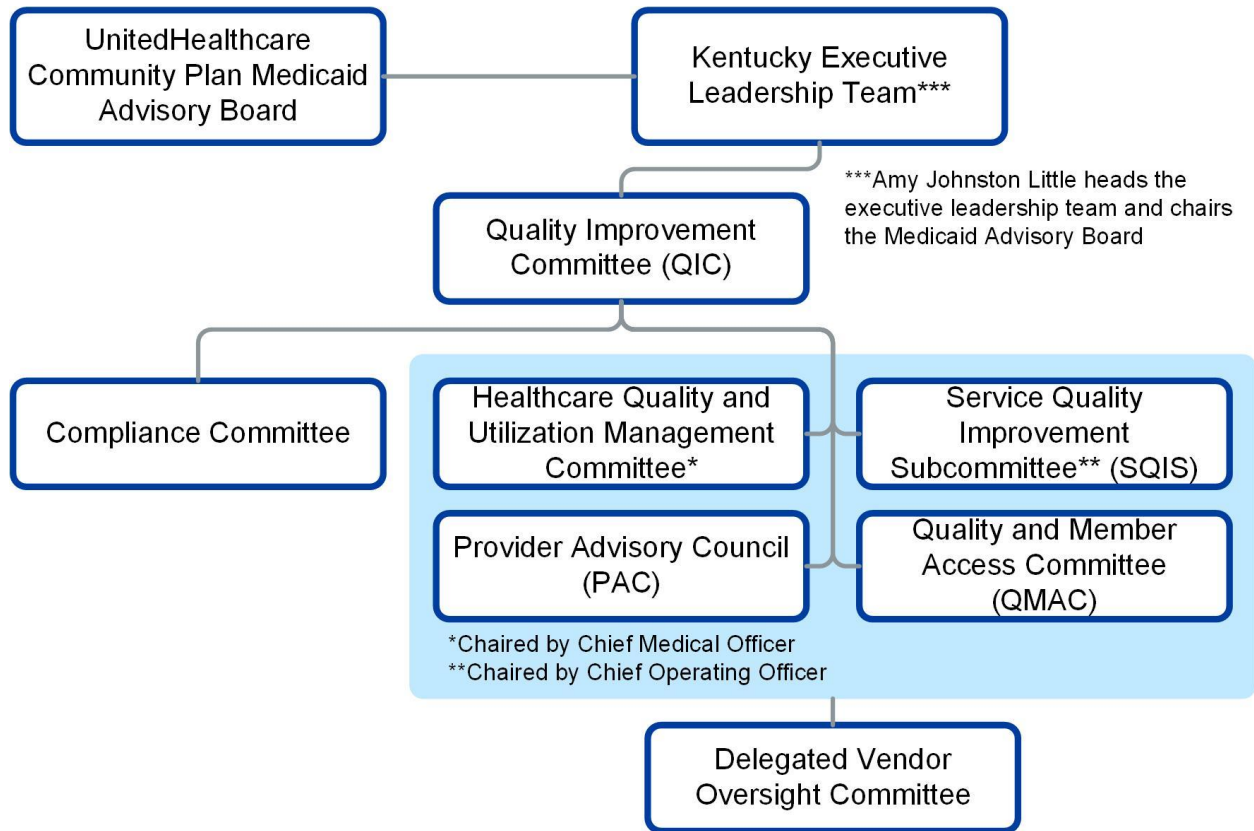 UnitedHealthcare
Community Plan Medicaid
Advisory Board
Kentucky Executive
Leadership Team***
***Amy Johnston Little heads the
executive leadership team and chairs
the Medicaid Advisory Board
Quality Improvement
Committee (QIC)
Compliance Committee
Healthcare Quality and
Utilization Management
Committee*
Service Quality
Improvement
Subcommittee** (SQIS)
Provider Advisory Council
(PAC)
Quality and Member
Access Committee
(QMAC)
*Chaired by Chief Medical Officer
**Chaired by Chief Operating Officer
Delegated Vendor
Oversight Committee